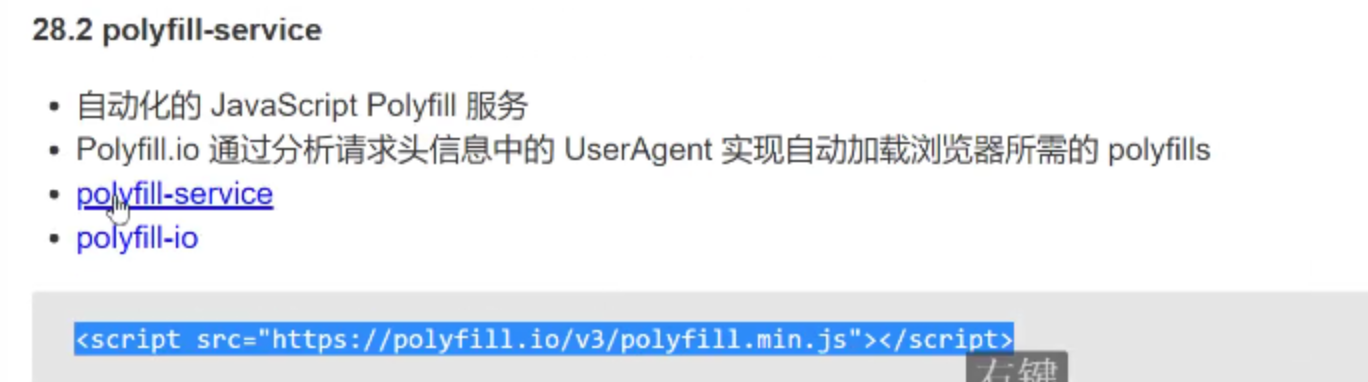 28.2 polyfill-service
自动化的 JavaScript Polyfill 服务
Polyfill.io 通过分析请求头信息中的 UserAgent 实现自动加载浏览器所需的 polyfills
polyfill-service
polyfill-io
<script src="https://polyfill.io/v3/polyfill.min.js"></script>
右键